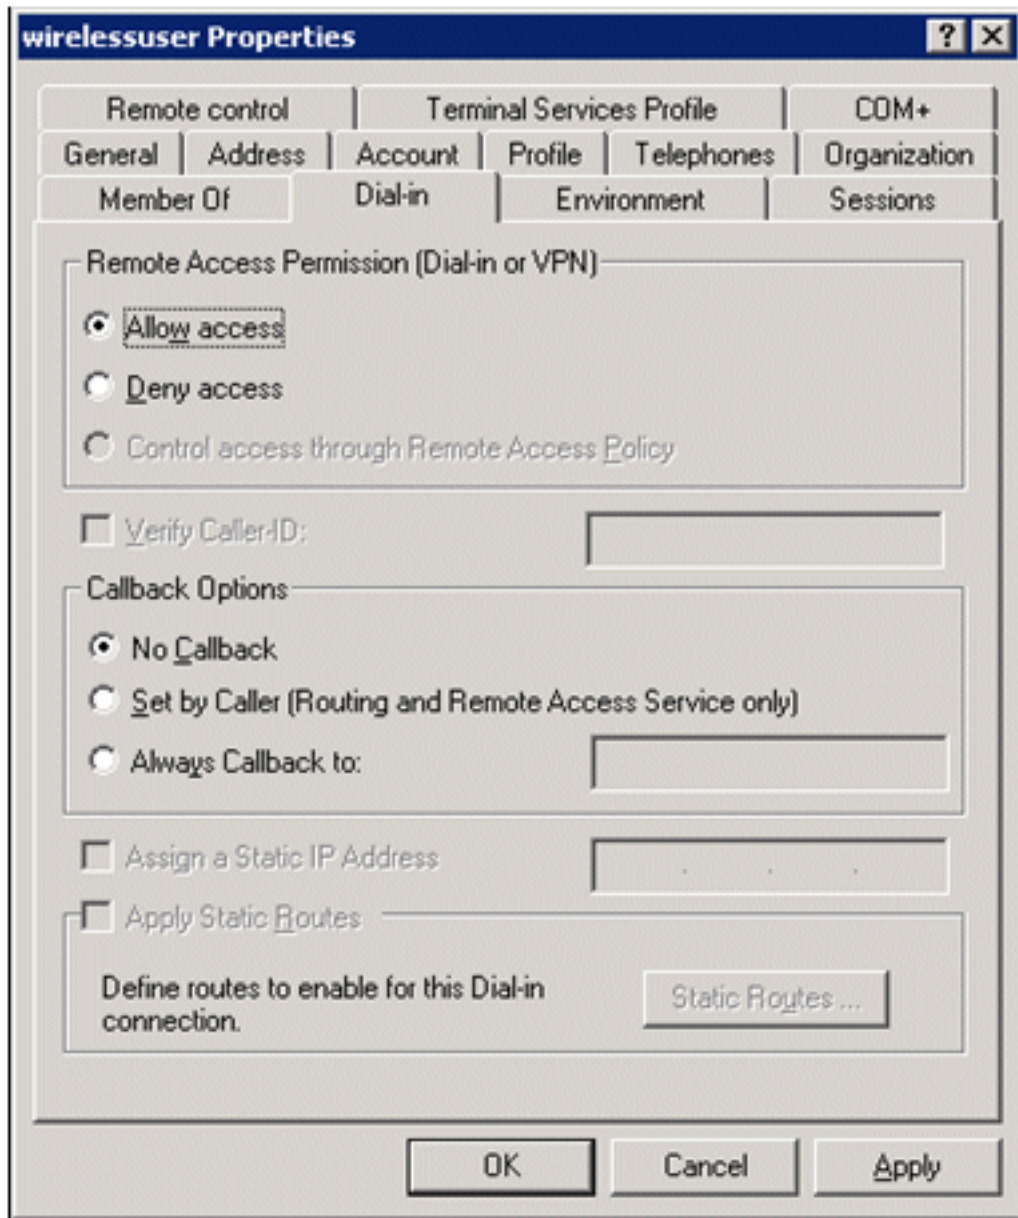 wirelessuser Properties
Remote control Terminal Services Profile COM+
General Address Account Profile Telephones Organization
Member Of Dial-in Environment Sessions
Remote Access Permission (Dial-in or VPN)
Allow access
Deny access
Control access through Remote Access Policy
Verify Caller-ID:
Callback Options
No Callback
Set by Caller (Routing and Remote Access Service only)
Always Callback to:
Assign a Static IP Address
Apply Static Routes
Define routes to enable for this Dial-in
connection.
Static Routes ...
OK Cancel Apply